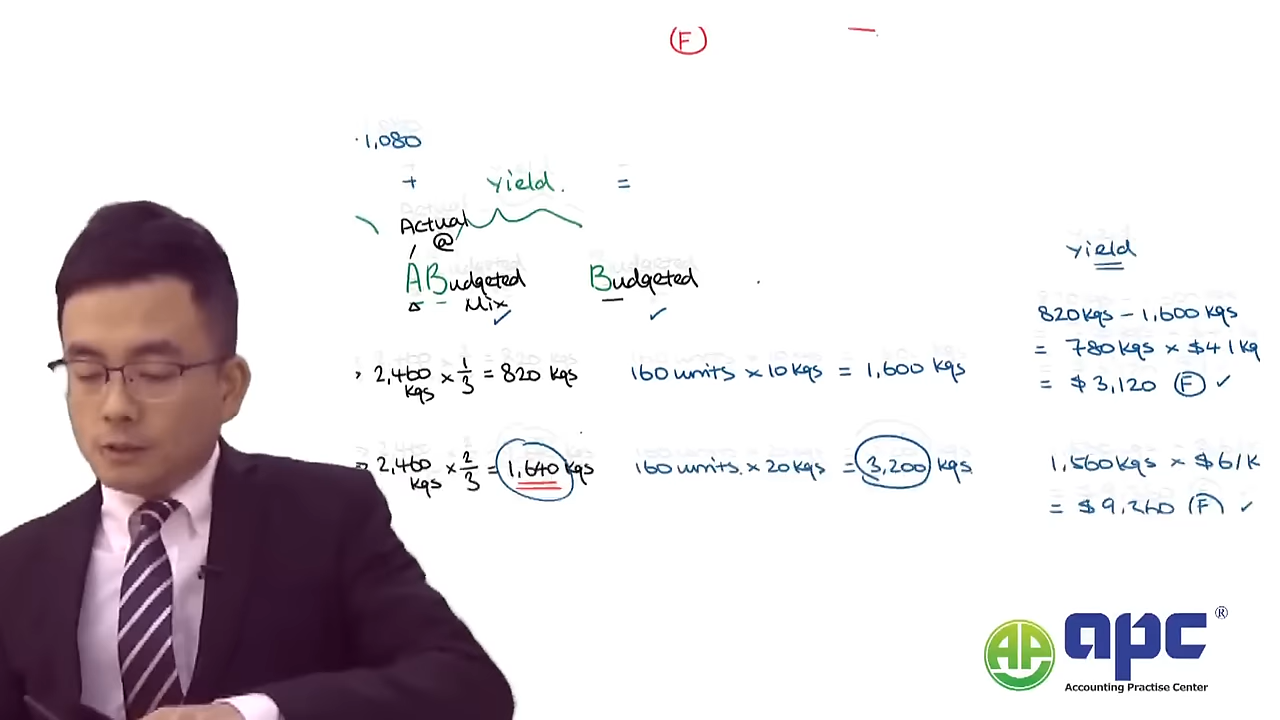 (F)
1,080
+ yield. =
Actual
@
ABudgeted Budgeted
Mix
yield
820 kgs - 1,600 kgs
2,460 kgs × 1/3 = 820 kgs 160 units × 10 kgs = 1,600 kgs
= 780 kgs × $4/kg
= $3,120 (F) ✓
2,460 kgs × 2/3 = 1,640 kgs 160 units × 20 kgs = 3,200 kgs
1,560 kgs × $6/K
= $9,360 (F) ✓
apc®
AP
Accounting Practise Center